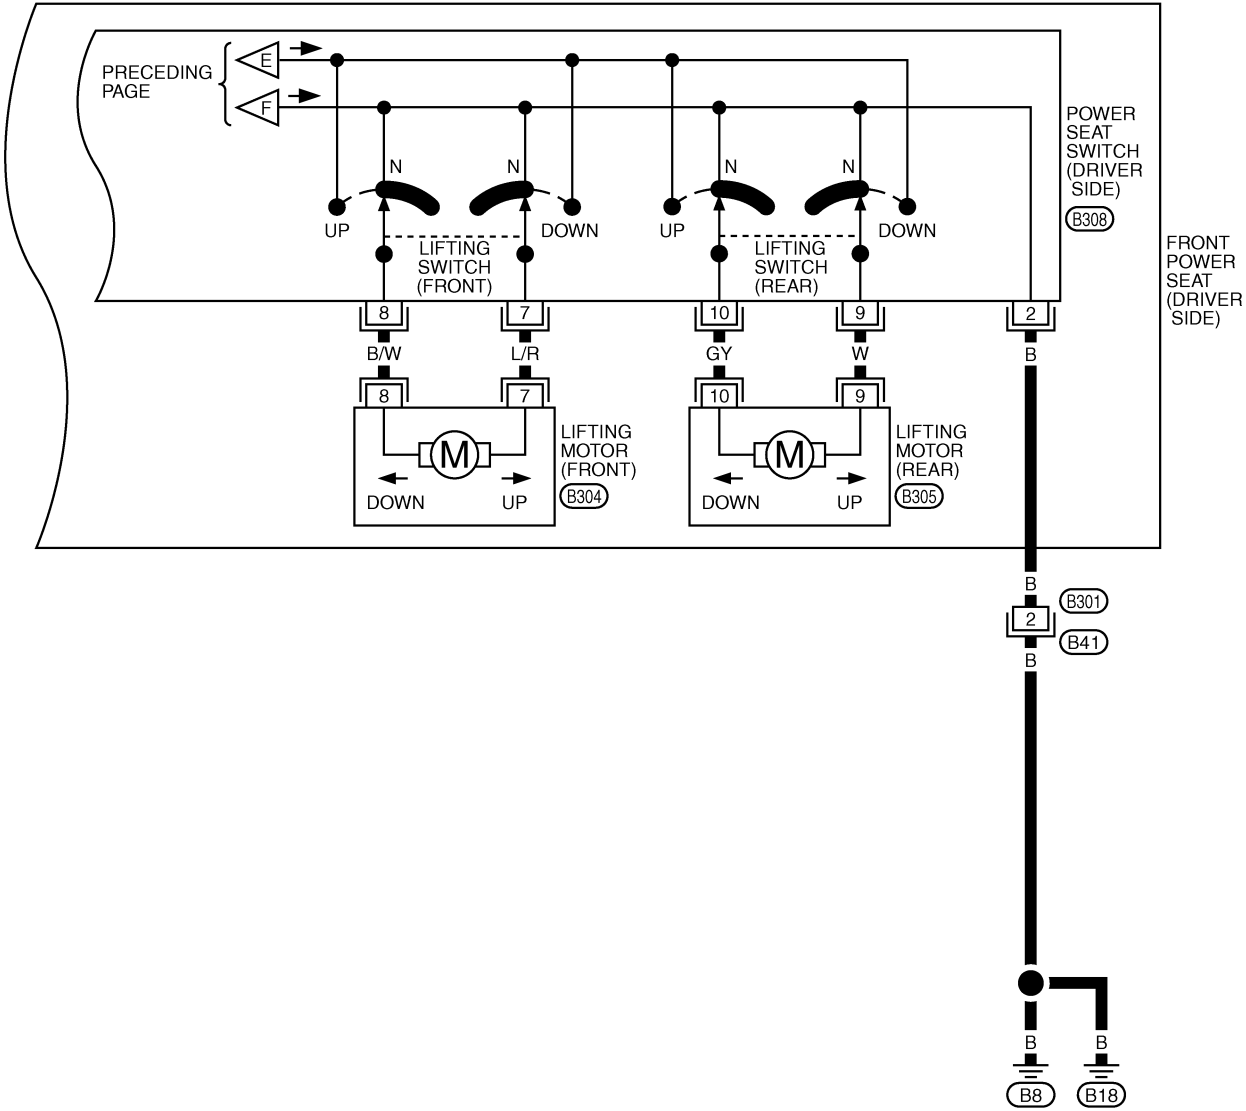 PRECEDING
PAGE
E
F
N
N
N
N
UP
DOWN
UP
DOWN
LIFTING
SWITCH
(FRONT)
LIFTING
SWITCH
(REAR)
POWER
SEAT
SWITCH
(DRIVER
SIDE)
B308
FRONT
POWER
SEAT
(DRIVER
SIDE)
8
7
10
9
2
B/W
L/R
GY
W
B
8
7
10
9
M
DOWN
UP
LIFTING
MOTOR
(FRONT)
B304
M
DOWN
UP
LIFTING
MOTOR
(REAR)
B305
B
B301
2
B41
B
B
B
B8
B18